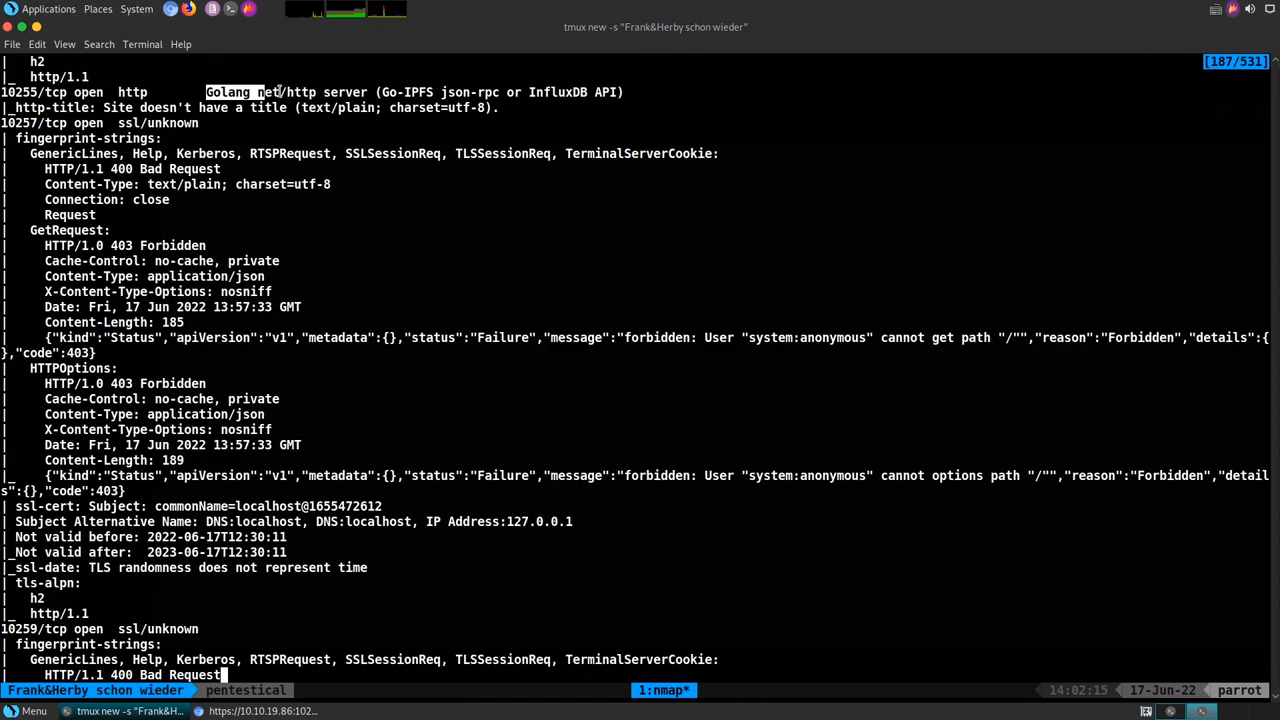 Applications Places System
tmux new -s "Frank&Herby schon wieder"
File Edit View Search Terminal Help
| h2
|_ http/1.1
[187/531]
10255/tcp open http Golang net/http server (Go-IPFS json-rpc or InfluxDB API)
|_http-title: Site doesn't have a title (text/plain; charset=utf-8).
10257/tcp open ssl/unknown
| fingerprint-strings:
| GenericLines, Help, Kerberos, RTSPRequest, SSLSessionReq, TLSSessionReq, TerminalServerCookie:
| HTTP/1.1 400 Bad Request
| Content-Type: text/plain; charset=utf-8
| Connection: close
| Request
| GetRequest:
| HTTP/1.0 403 Forbidden
| Cache-Control: no-cache, private
| Content-Type: application/json
| X-Content-Type-Options: nosniff
| Date: Fri, 17 Jun 2022 13:57:33 GMT
| Content-Length: 185
| {"kind":"Status","apiVersion":"v1","metadata":{},"status":"Failure","message":"forbidden: User "system:anonymous" cannot get path "/"","reason":"Forbidden","details":{
},"code":403}
| HTTPOptions:
| HTTP/1.0 403 Forbidden
| Cache-Control: no-cache, private
| Content-Type: application/json
| X-Content-Type-Options: nosniff
| Date: Fri, 17 Jun 2022 13:57:33 GMT
| Content-Length: 189
| {"kind":"Status","apiVersion":"v1","metadata":{},"status":"Failure","message":"forbidden: User "system:anonymous" cannot options path "/"","reason":"Forbidden","detail
s":{},"code":403}
| ssl-cert: Subject: commonName=localhost@1655472612
| Subject Alternative Name: DNS:localhost, DNS:localhost, IP Address:127.0.0.1
| Not valid before: 2022-06-17T12:30:11
|_Not valid after: 2023-06-17T12:30:11
|_ssl-date: TLS randomness does not represent time
| tls-alpn:
| h2
|_ http/1.1
10259/tcp open ssl/unknown
| fingerprint-strings:
| GenericLines, Help, Kerberos, RTSPRequest, SSLSessionReq, TLSSessionReq, TerminalServerCookie:
| HTTP/1.1 400 Bad Request
Frank&Herby schon wieder pentestical 1:nmap* 14:02:15 17-Jun-22 parrot
Menu tmux new -s "Frank&H... https://10.10.19.86:102...